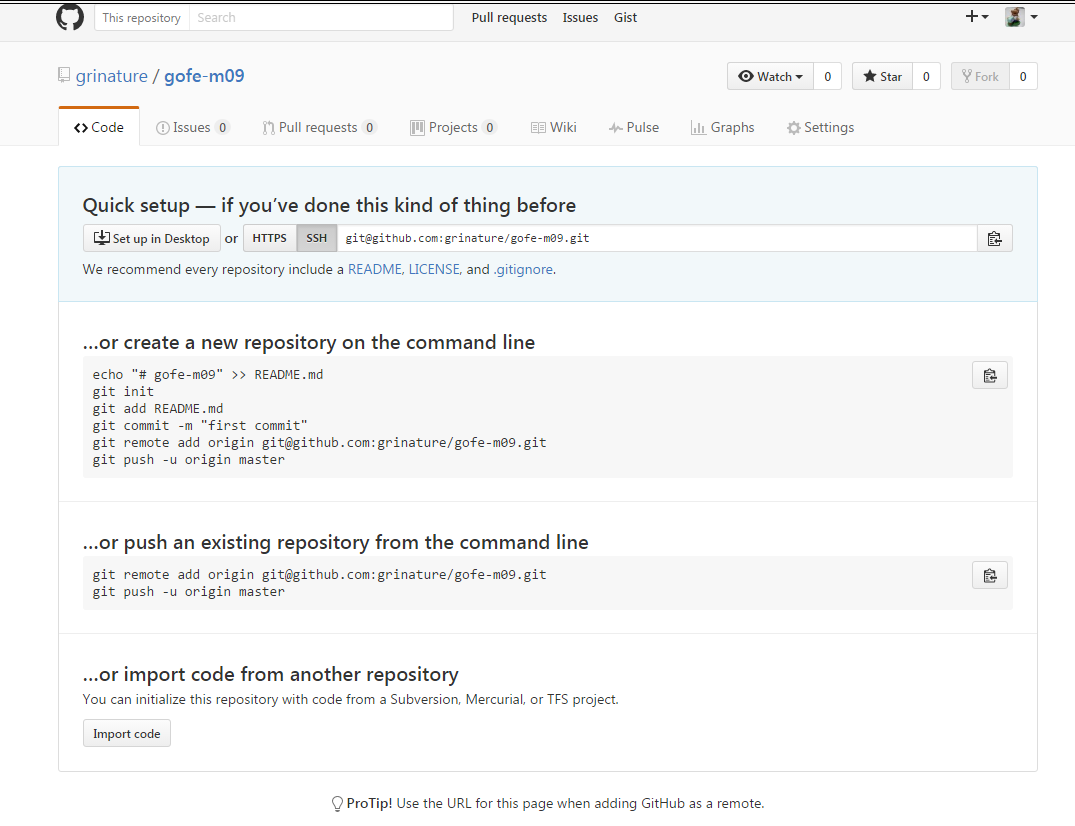 This repository Search Pull requests Issues Gist
grinature / gofe-m09 Watch 0 Star 0 Fork 0
Code Issues 0 Pull requests 0 Projects 0 Wiki Pulse Graphs Settings
Quick setup — if you’ve done this kind of thing before
Set up in Desktop or HTTPS SSH git@github.com:grinature/gofe-m09.git
We recommend every repository include a README, LICENSE, and .gitignore.
…or create a new repository on the command line
echo "# gofe-m09" >> README.md
git init
git add README.md
git commit -m "first commit"
git remote add origin git@github.com:grinature/gofe-m09.git
git push -u origin master
…or push an existing repository from the command line
git remote add origin git@github.com:grinature/gofe-m09.git
git push -u origin master
…or import code from another repository
You can initialize this repository with code from a Subversion, Mercurial, or TFS project.
Import code
ProTip! Use the URL for this page when adding GitHub as a remote.